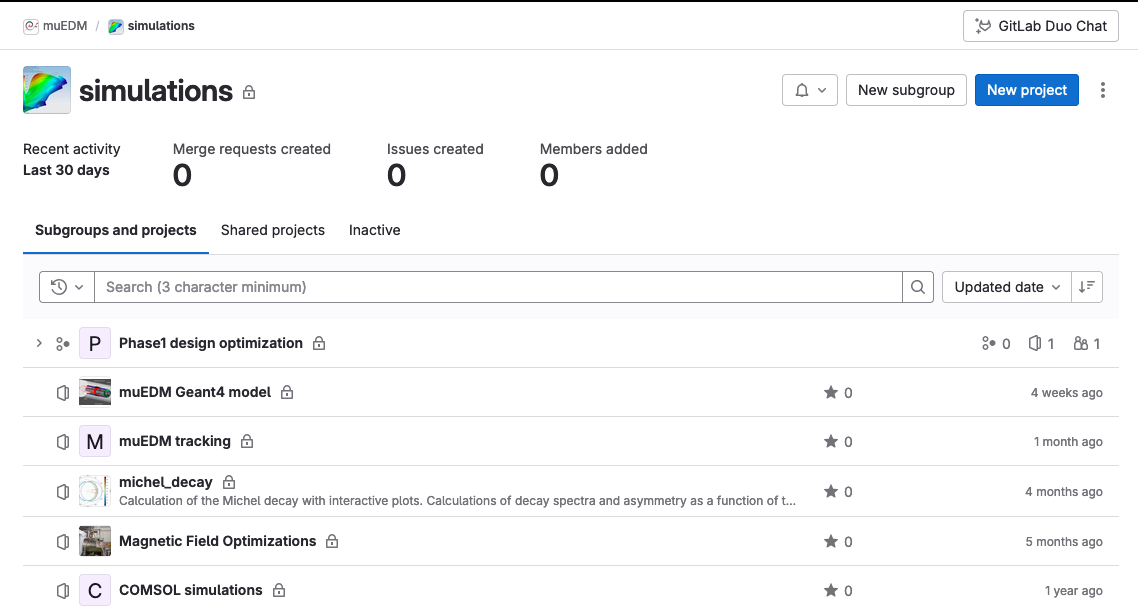 muEDM / simulations
GitLab Duo Chat
simulations
New subgroup
New project
Recent activity
Last 30 days
Merge requests created
0
Issues created
0
Members added
0
Subgroups and projects
Shared projects
Inactive
Search (3 character minimum)
Updated date
P Phase1 design optimization 0 1 1
muEDM Geant4 model 0 4 weeks ago
M muEDM tracking 0 1 month ago
michel_decay 0 4 months ago
Calculation of the Michel decay with interactive plots. Calculations of decay spectra and asymmetry as a function of t...
Magnetic Field Optimizations 0 5 months ago
C COMSOL simulations 0 1 year ago